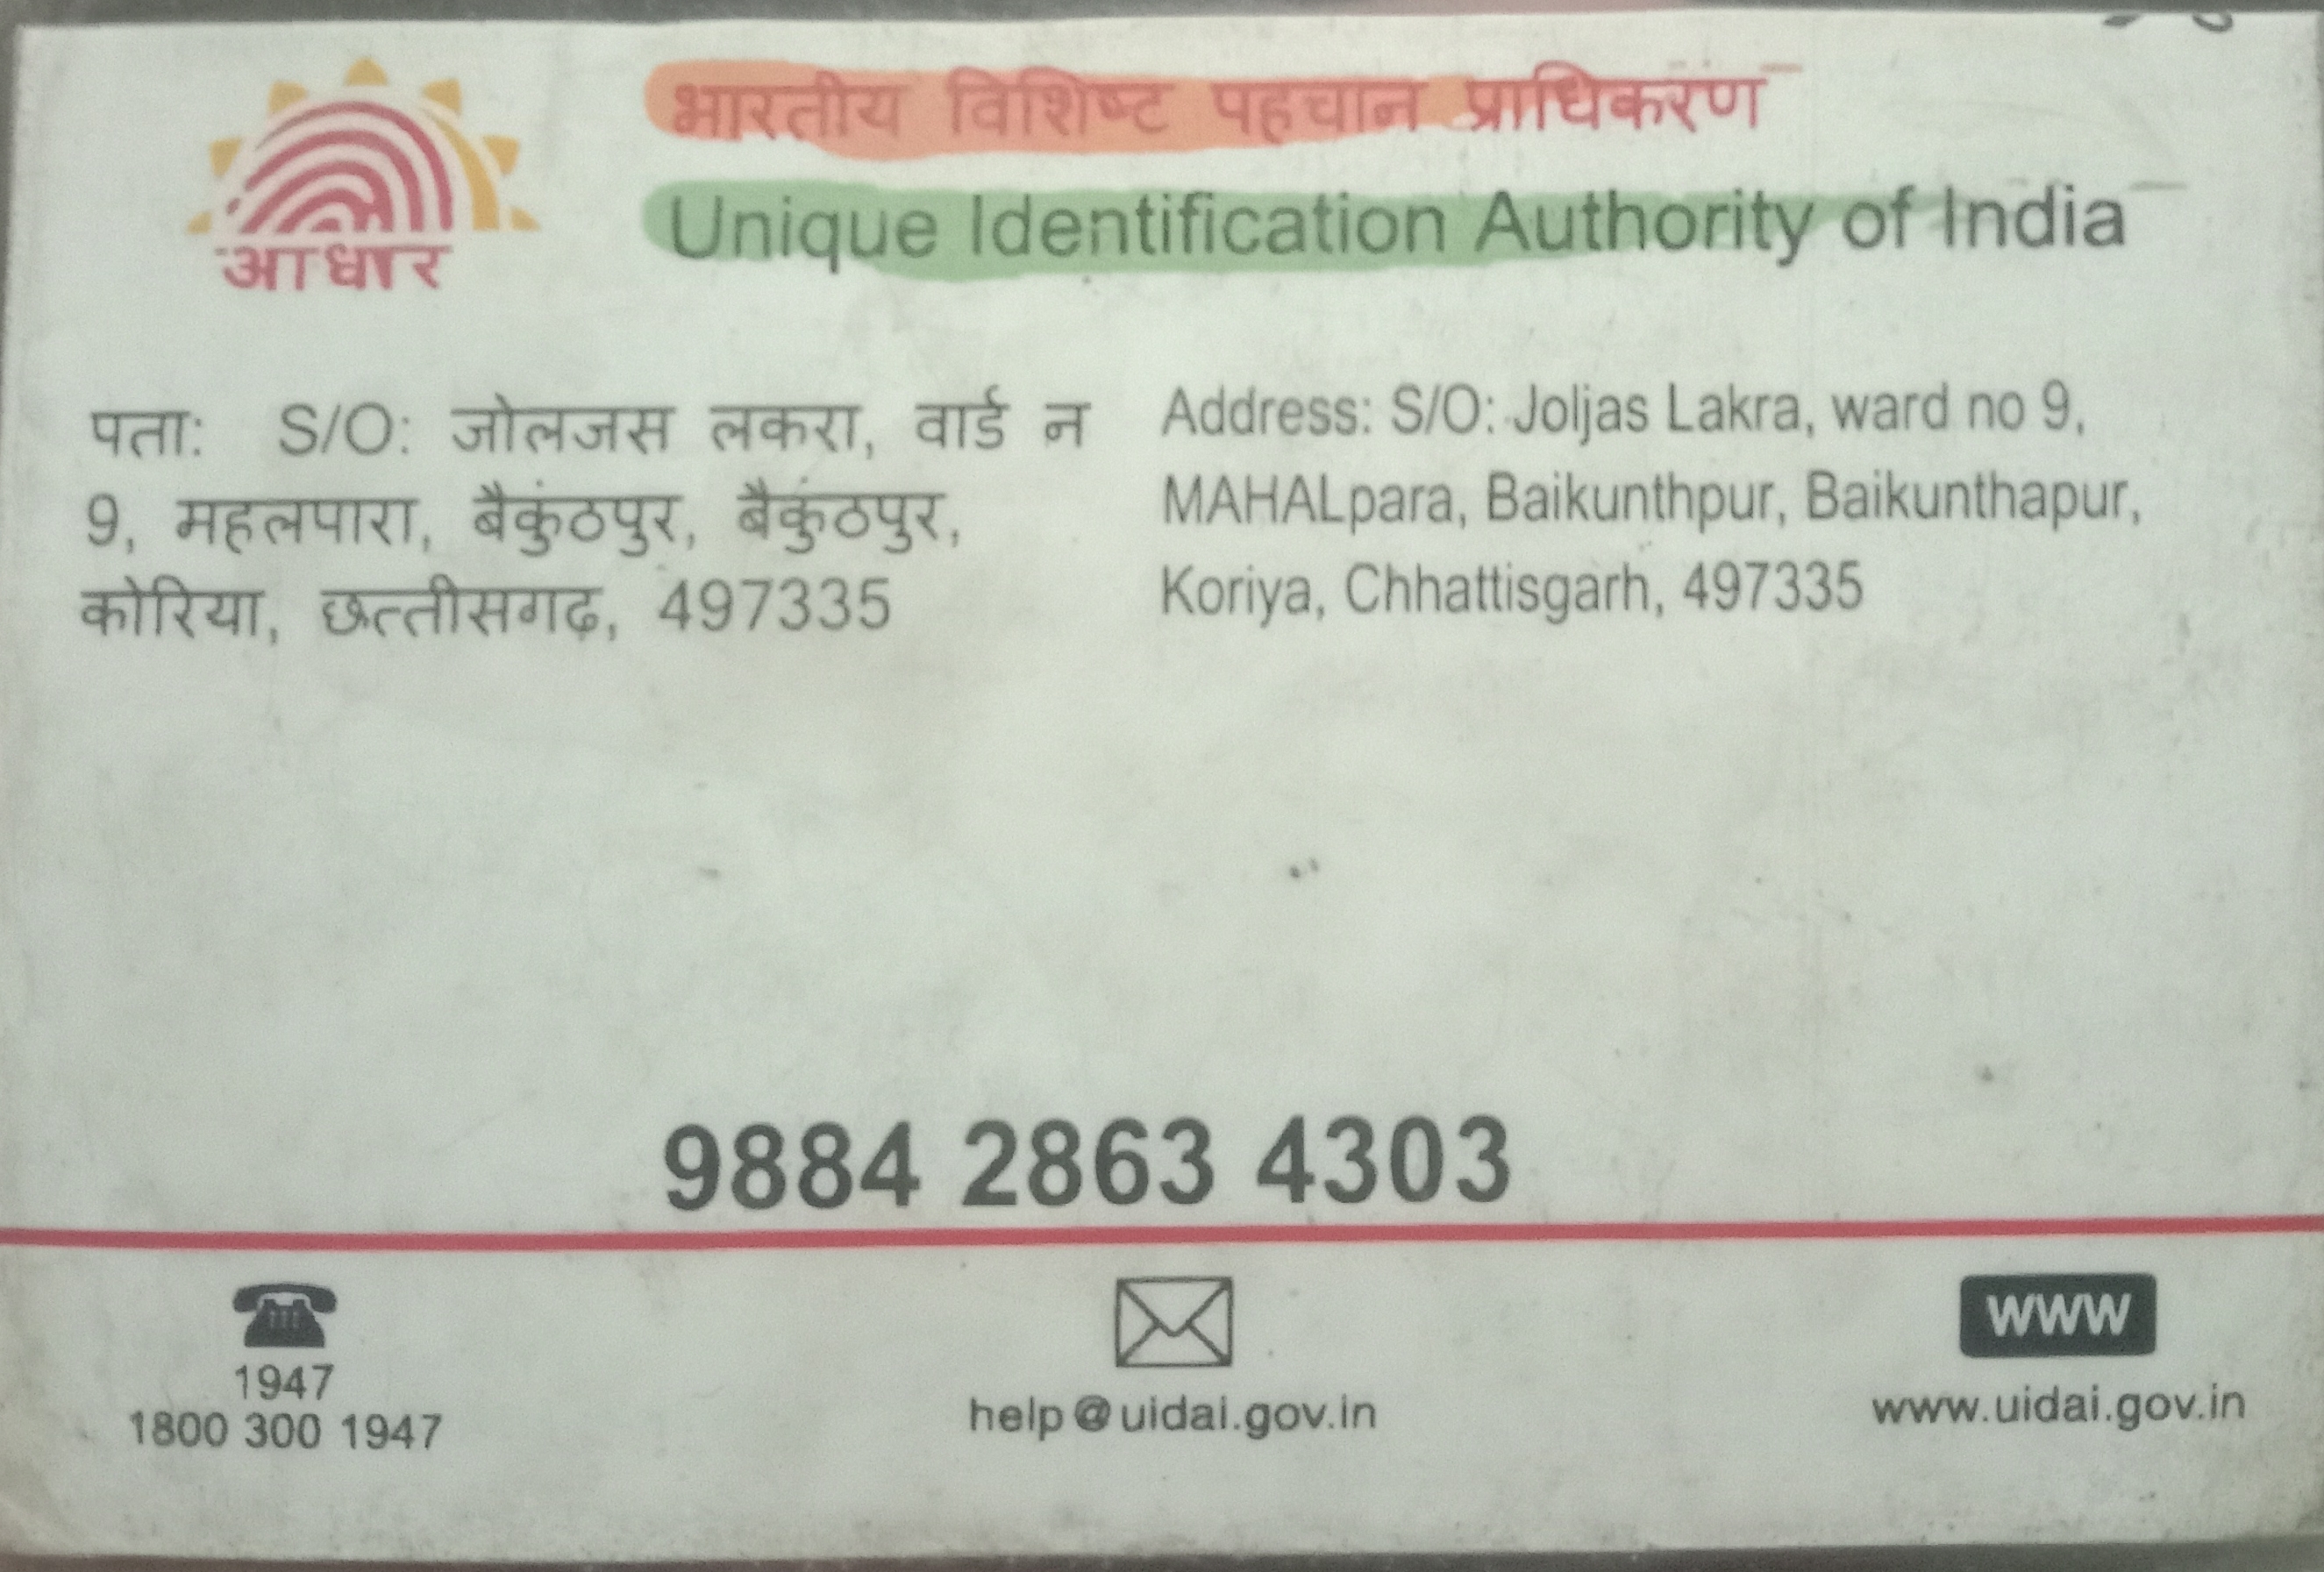 भारतीय विशिष्ट पहचान प्राधिकरण
Unique Identification Authority of India
आधार
पता: S/O: जोलजस लकरा, वार्ड न
9, महलपारा, बैकुंठपुर, बैकुंठपुर,
कोरिया, छत्तीसगढ़, 497335
Address: S/O: Joljas Lakra, ward no 9,
MAHALpara, Baikunthpur, Baikunthapur,
Koriya, Chhattisgarh, 497335
9884 2863 4303
1947
1800 300 1947
help@uidai.gov.in
WWW
www.uidai.gov.in